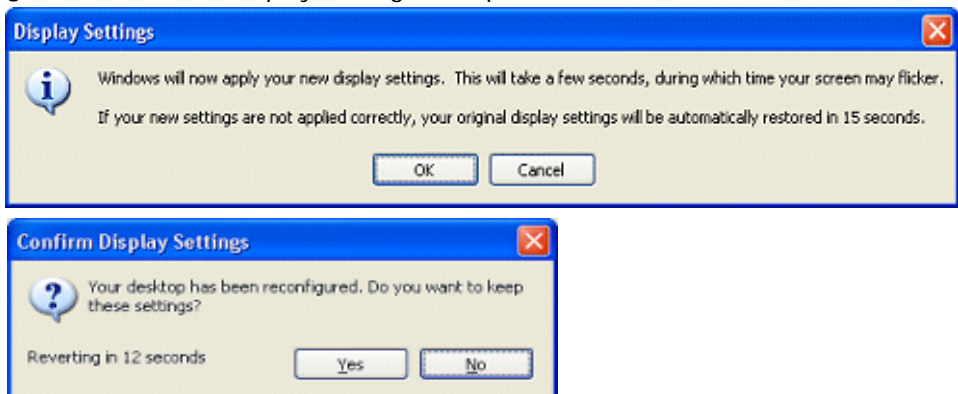 Display Settings
Windows will now apply your new display settings. This will take a few seconds, during which time your screen may flicker.
If your new settings are not applied correctly, your original display settings will be automatically restored in 15 seconds.
OK Cancel
Confirm Display Settings
Your desktop has been reconfigured. Do you want to keep
these settings?
Reverting in 12 seconds Yes No